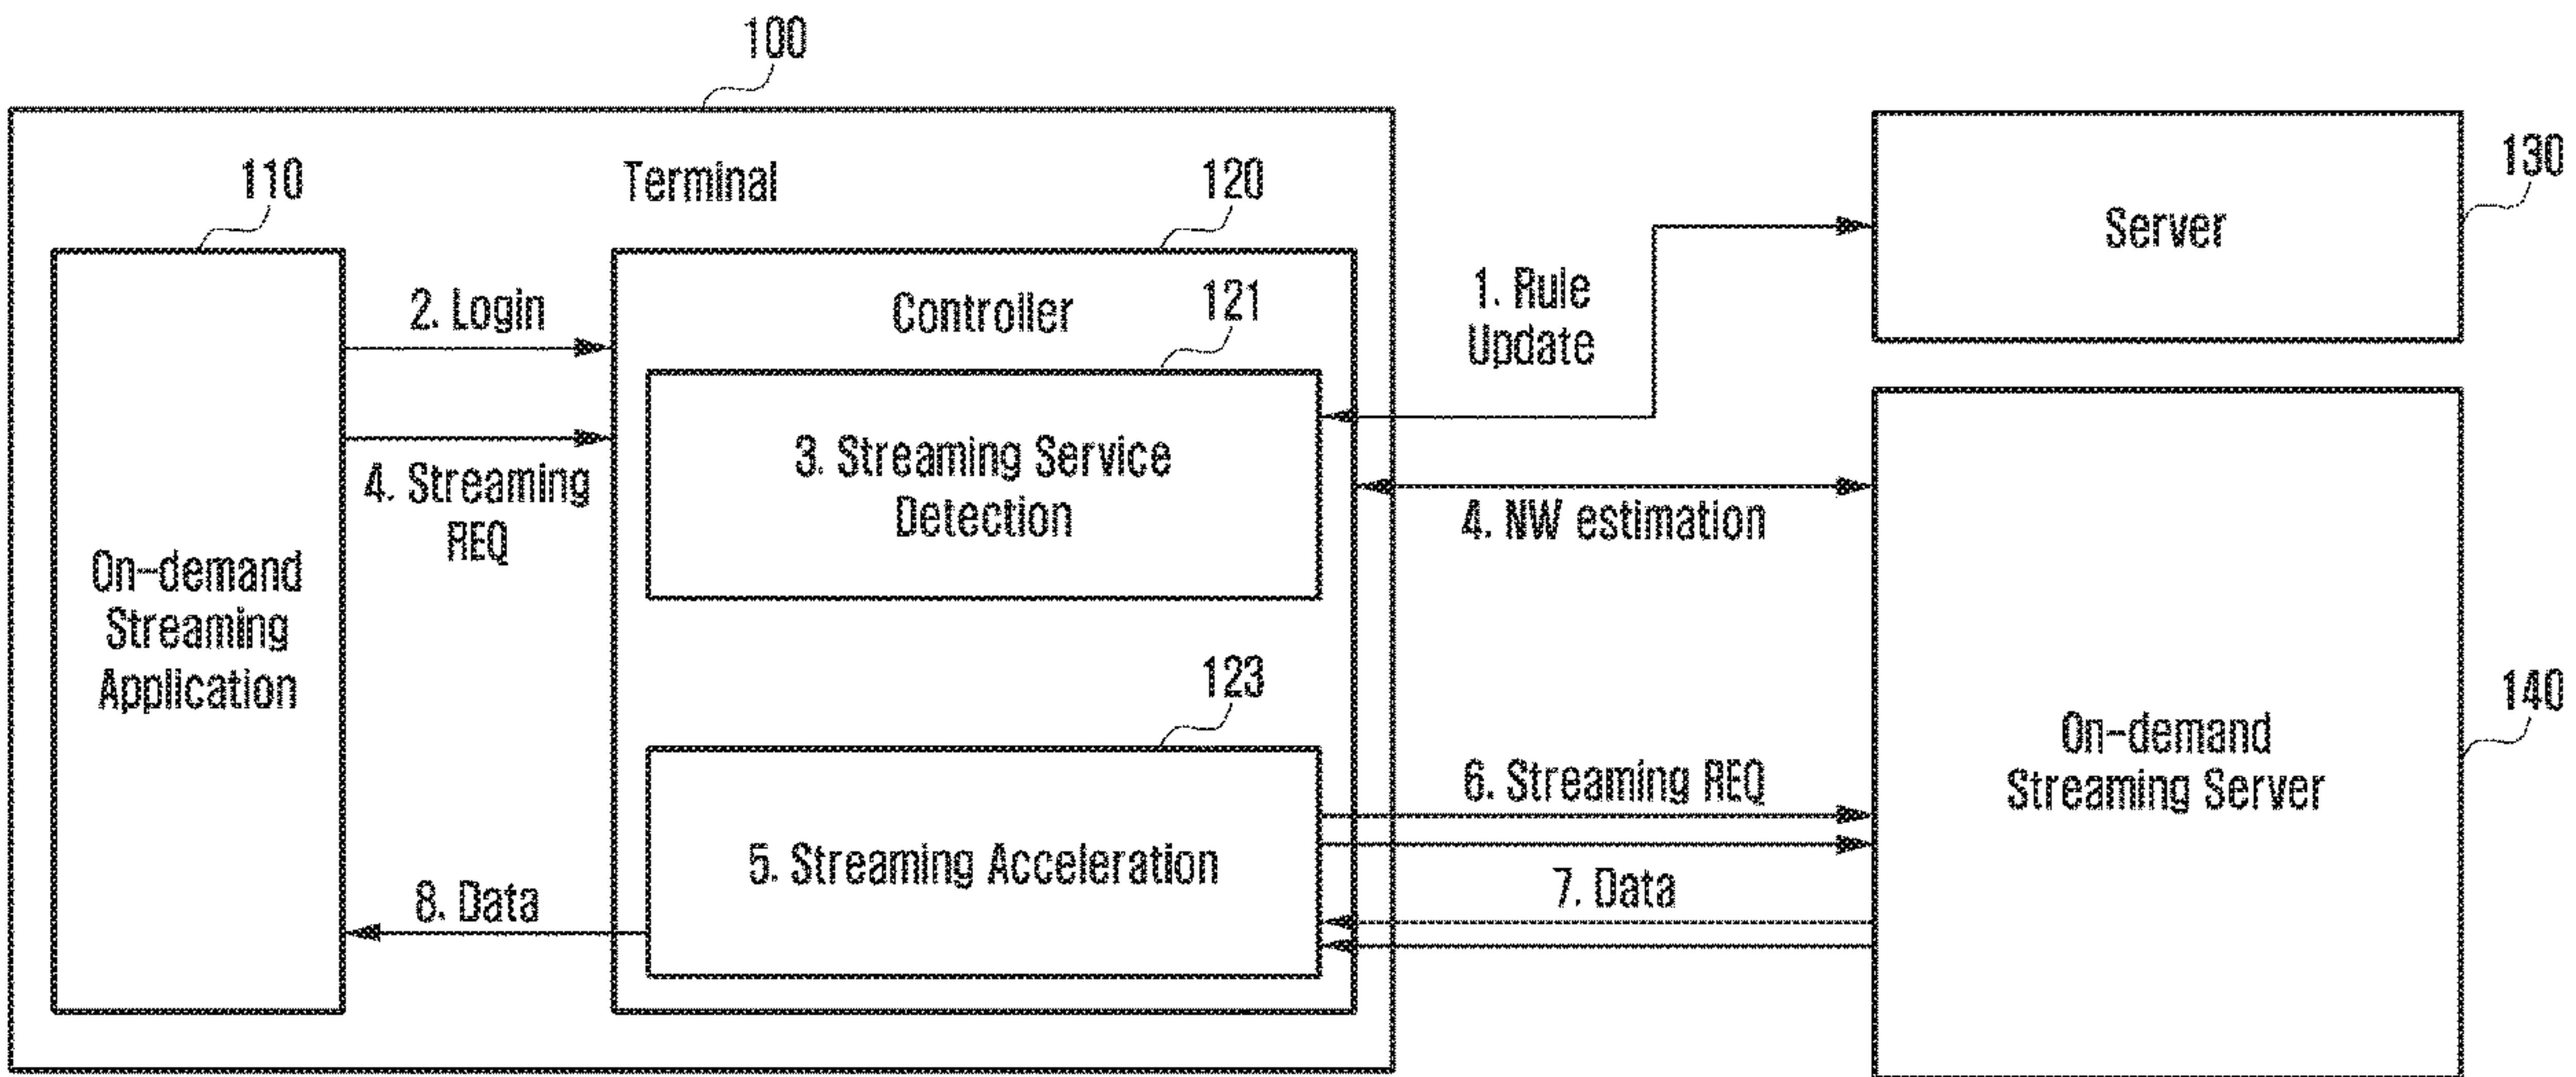 100
Terminal
110
120
130
Server
2. Login
Controller
121
1. Rule
Update
4. Streaming
REQ
3. Streaming Service
Detection
4. NW estimation
On-demand
Streaming
Application
123
140
On-demand
Streaming Server
6. Streaming REQ
5. Streaming Acceleration
7. Data
8. Data